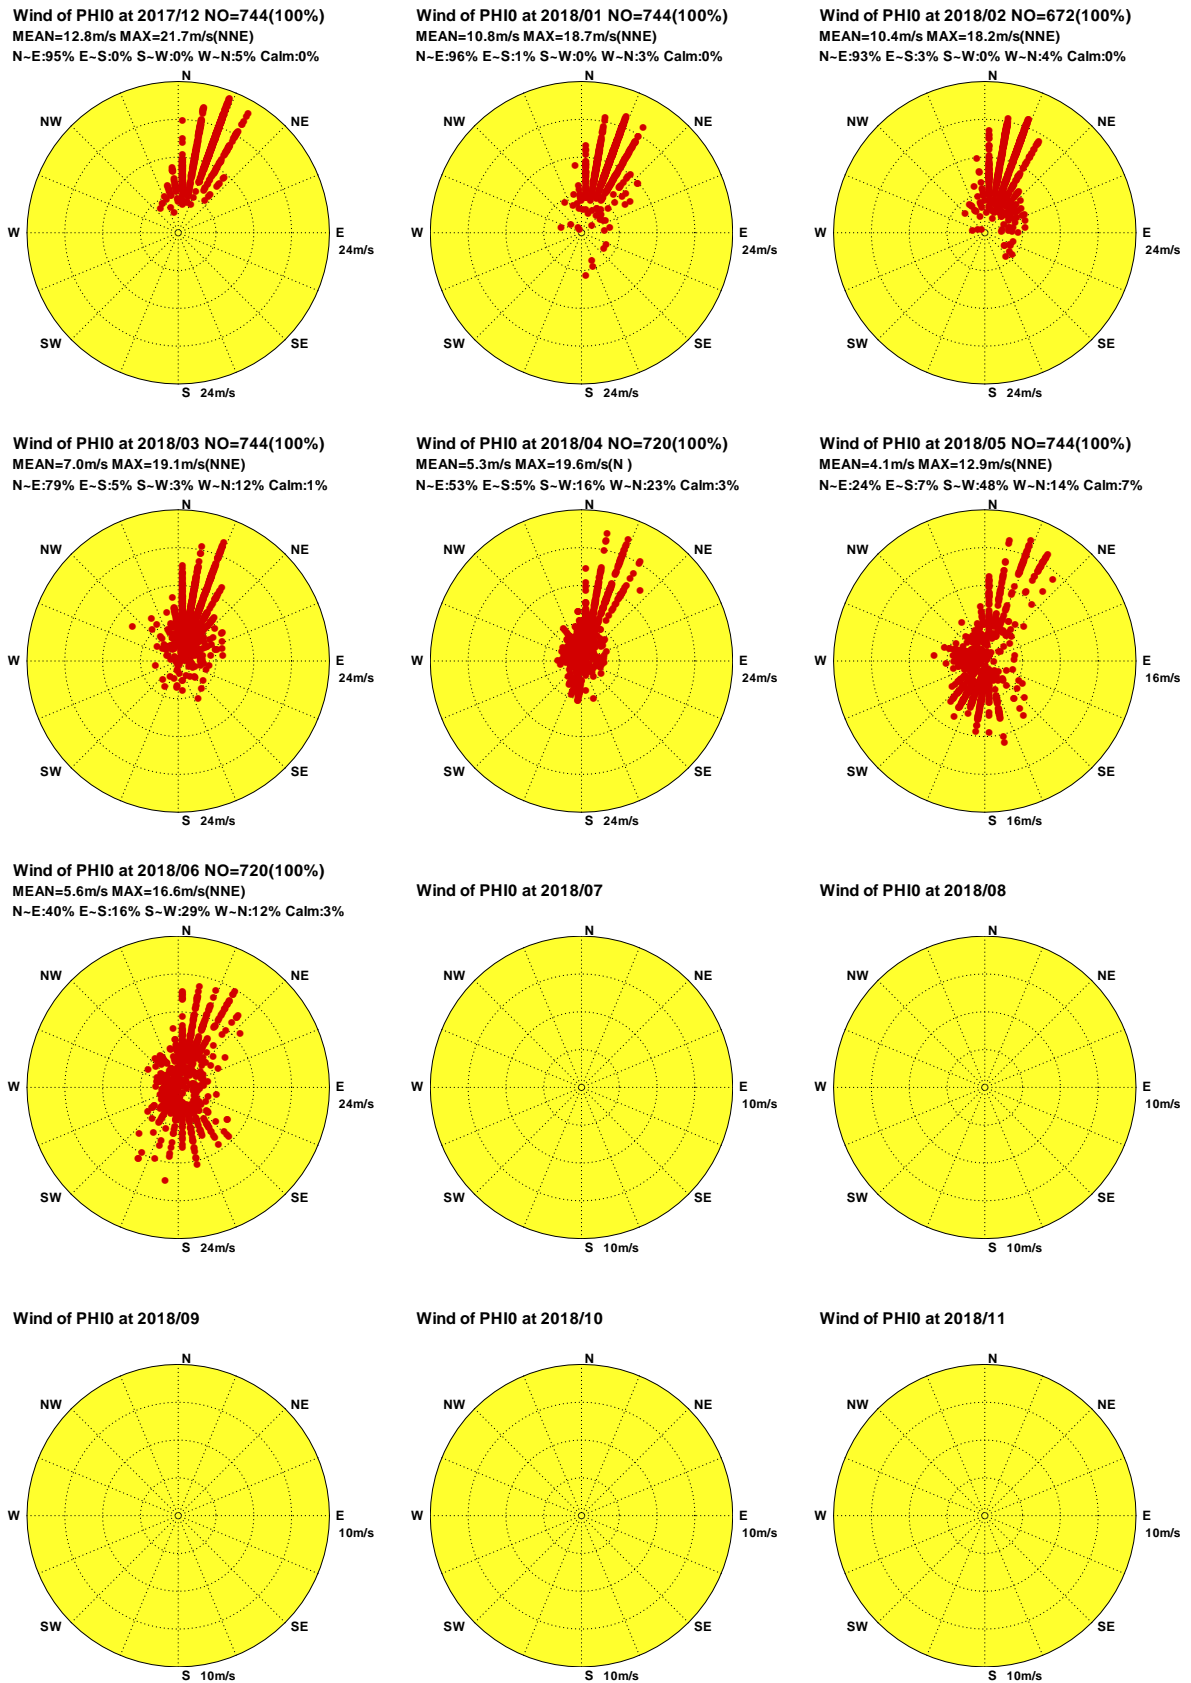 Wind of PHI0 at 2017/12 NO=744(100%)
MEAN=12.8m/s MAX=21.7m/s(NNE)
N~E:95% E~S:0% S~W:0% W~N:5% Calm:0%
N
NW
NE
W
E
24m/s
SW
SE
S 24m/s
Wind of PHI0 at 2018/01 NO=744(100%)
MEAN=10.8m/s MAX=18.7m/s(NNE)
N~E:96% E~S:1% S~W:0% W~N:3% Calm:0%
N
NW
NE
W
E
24m/s
SW
SE
S 24m/s
Wind of PHI0 at 2018/02 NO=672(100%)
MEAN=10.4m/s MAX=18.2m/s(NNE)
N~E:93% E~S:3% S~W:0% W~N:4% Calm:0%
N
NW
NE
W
E
24m/s
SW
SE
S 24m/s
Wind of PHI0 at 2018/03 NO=744(100%)
MEAN=7.0m/s MAX=19.1m/s(NNE)
N~E:79% E~S:5% S~W:3% W~N:12% Calm:1%
N
NW
NE
W
E
24m/s
SW
SE
S 24m/s
Wind of PHI0 at 2018/04 NO=720(100%)
MEAN=5.3m/s MAX=19.6m/s(N )
N~E:53% E~S:5% S~W:16% W~N:23% Calm:3%
N
NW
NE
W
E
24m/s
SW
SE
S 24m/s
Wind of PHI0 at 2018/05 NO=744(100%)
MEAN=4.1m/s MAX=12.9m/s(NNE)
N~E:24% E~S:7% S~W:48% W~N:14% Calm:7%
N
NW
NE
W
E
16m/s
SW
SE
S 16m/s
Wind of PHI0 at 2018/06 NO=720(100%)
MEAN=5.6m/s MAX=16.6m/s(NNE)
N~E:40% E~S:16% S~W:29% W~N:12% Calm:3%
N
NW
NE
W
E
24m/s
SW
SE
S 24m/s
Wind of PHI0 at 2018/07
N
NW
NE
W
E
10m/s
SW
SE
S 10m/s
Wind of PHI0 at 2018/08
N
NW
NE
W
E
10m/s
SW
SE
S 10m/s
Wind of PHI0 at 2018/09
N
NW
NE
W
E
10m/s
SW
SE
S 10m/s
Wind of PHI0 at 2018/10
N
NW
NE
W
E
10m/s
SW
SE
S 10m/s
Wind of PHI0 at 2018/11
N
NW
NE
W
E
10m/s
SW
SE
S 10m/s